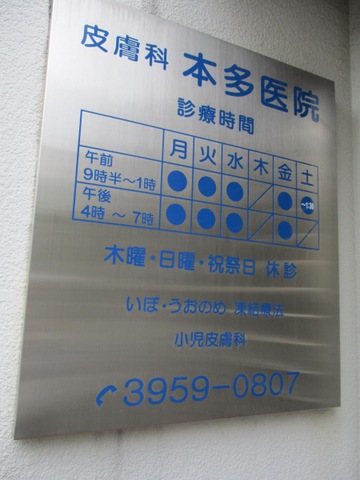 皮膚科 本多医院
診療時間
月 火 水 木 金 土
午前 9時半〜1時 ● ● ● ／ ●
午後 4時 〜 7時 ● ● ● ／ ● ／
木曜・日曜・祝祭日 休診
いぼ・うおのめ 凍結療法
小児皮膚科
3959-0807